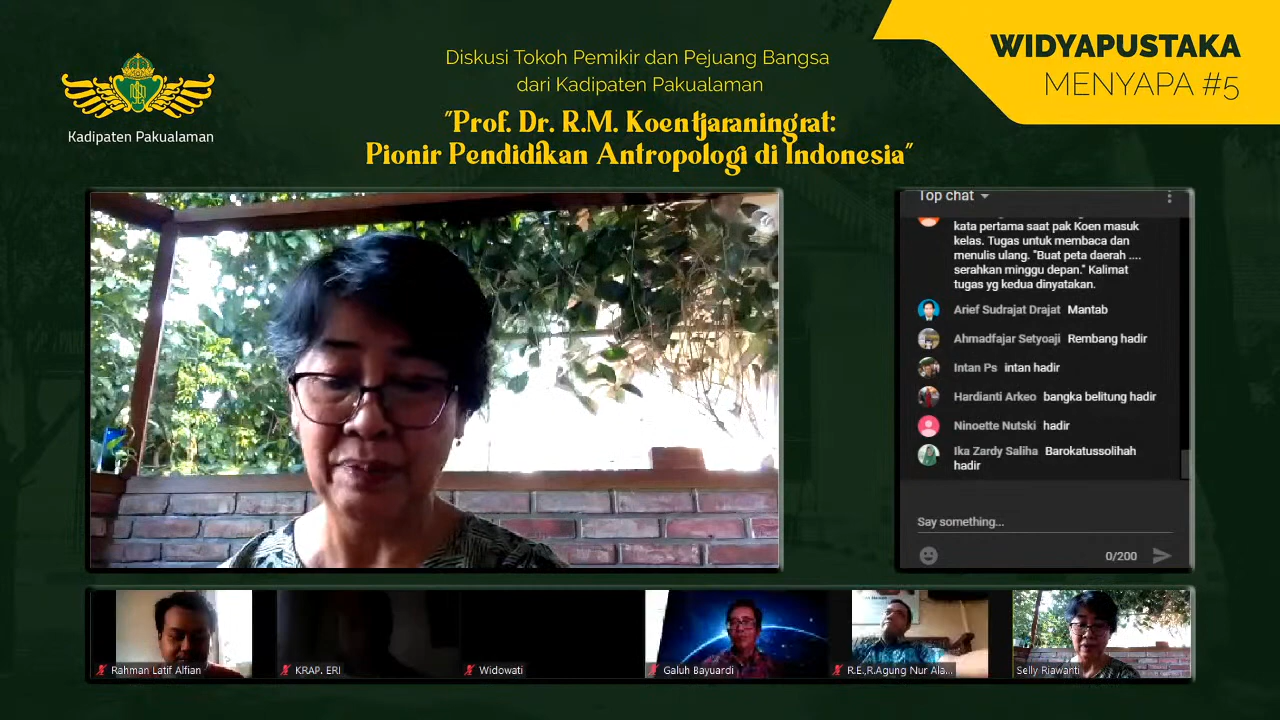 WIDYAPUSTAKA
MENYAPA #5
Diskusi Tokoh Pemikir dan Pejuang Bangsa
dari Kadipaten Pakualaman
"Prof. Dr. R.M. Koentjaraningrat:
Pionir Pendidikan Antropologi di Indonesia"
Kadipaten Pakualaman
Top chat
kata pertama saat pak Koen masuk
kelas. Tugas untuk membaca dan
menulis ulang. "Buat peta daerah ....
serahkan minggu depan." Kalimat
tugas yg kedua dinyatakan.
Arief Sudrajat Drajat Mantab
Ahmadfajar Setyoaji Rembang hadir
Intan Ps intan hadir
Hardianti Arkeo bangka belitung hadir
Ninoette Nutski hadir
Ika Zardy Saliha Barokatussolihah
hadir
Say something...
0/200
Rahman Latif Alfian
KRAP. ERI
Widowati
Galuh Bayuardi
R.E.,R.Agung Nur Ala...
Selly Riawanti